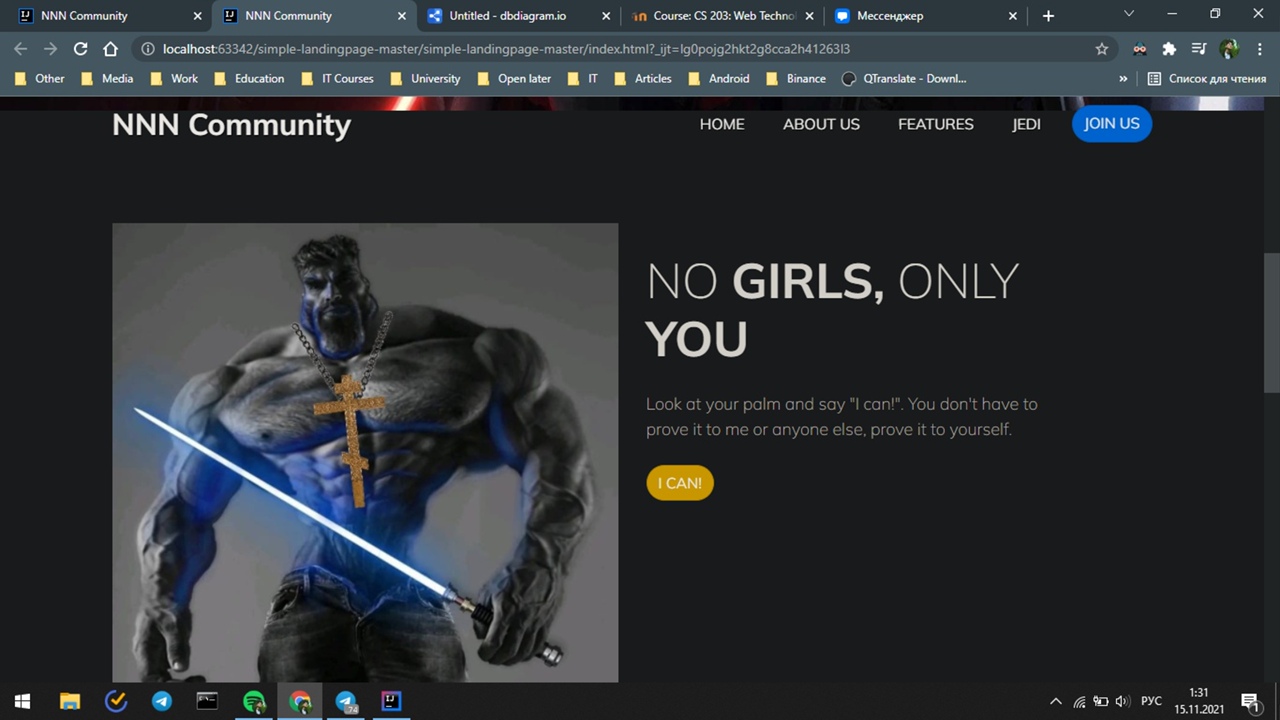 NNN Community
NNN Community
Untitled - dbdiagram.io
Course: CS 203: Web Technol
Мессенджер
localhost:63342/simple-landingpage-master/simple-landingpage-master/index.html?_ijt=lg0pojg2hkt2g8cca2h41263l3
Other
Media
Work
Education
IT Courses
University
Open later
IT
Articles
Android
Binance
QTranslate - Downl...
»
Список для чтения
NNN Community
HOME
ABOUT US
FEATURES
JEDI
JOIN US
NO GIRLS, ONLY
YOU
Look at your palm and say "I can!". You don't have to
prove it to me or anyone else, prove it to yourself.
I CAN!
74
РУС
1:31
15.11.2021
1